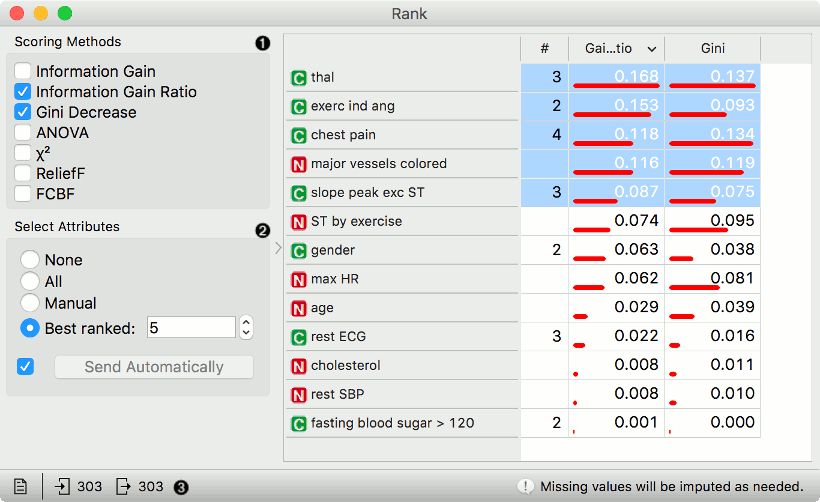 Rank
Scoring Methods ❶
Information Gain
Information Gain Ratio
Gini Decrease
ANOVA
χ²
ReliefF
FCBF
Select Attributes ❷
None
All
Manual
Best ranked: 5
Send Automatically
# Gai...tio Gini
C thal 3 0.168 0.137
C exerc ind ang 2 0.153 0.093
C chest pain 4 0.118 0.134
N major vessels colored 0.116 0.119
C slope peak exc ST 3 0.087 0.075
N ST by exercise 0.074 0.095
C gender 2 0.063 0.038
N max HR 0.062 0.081
N age 0.029 0.039
C rest ECG 3 0.022 0.016
N cholesterol 0.008 0.011
N rest SBP 0.008 0.010
C fasting blood sugar > 120 2 0.001 0.000
303 303 ❸ ! Missing values will be imputed as needed.